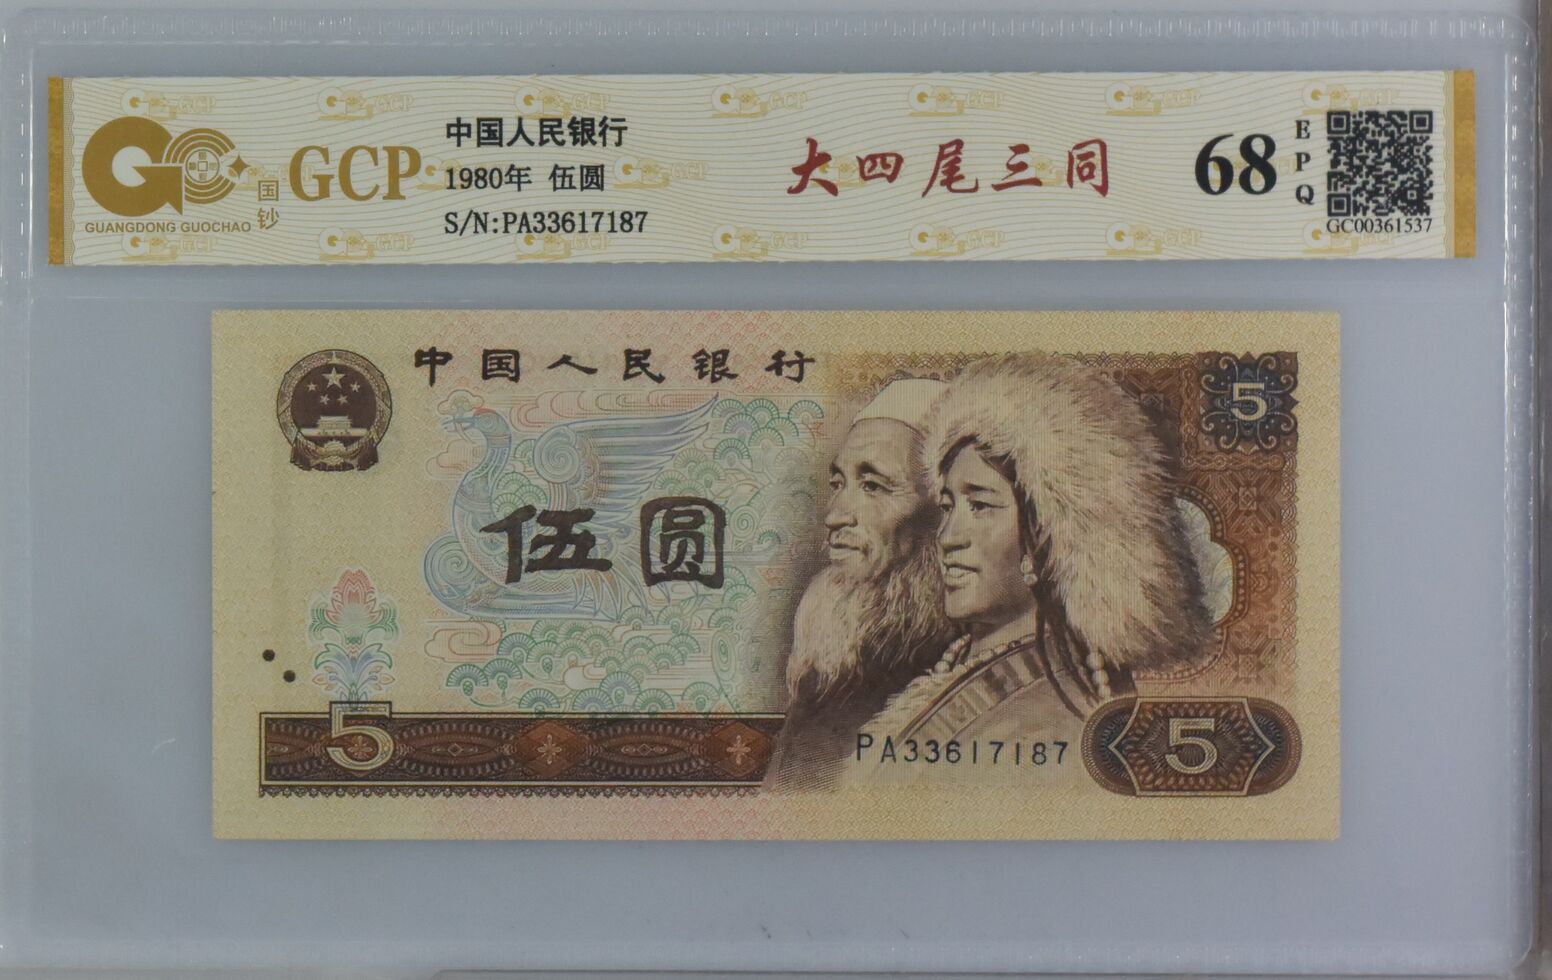 GUANGDONG GUOCHAO
国钞
GCP
中国人民银行
1980年 伍圆
S/N:PA33617187
大四尾三同
68
EPQ
GC00361537
中国人民银行
5
伍圆
5
PA33617187
5